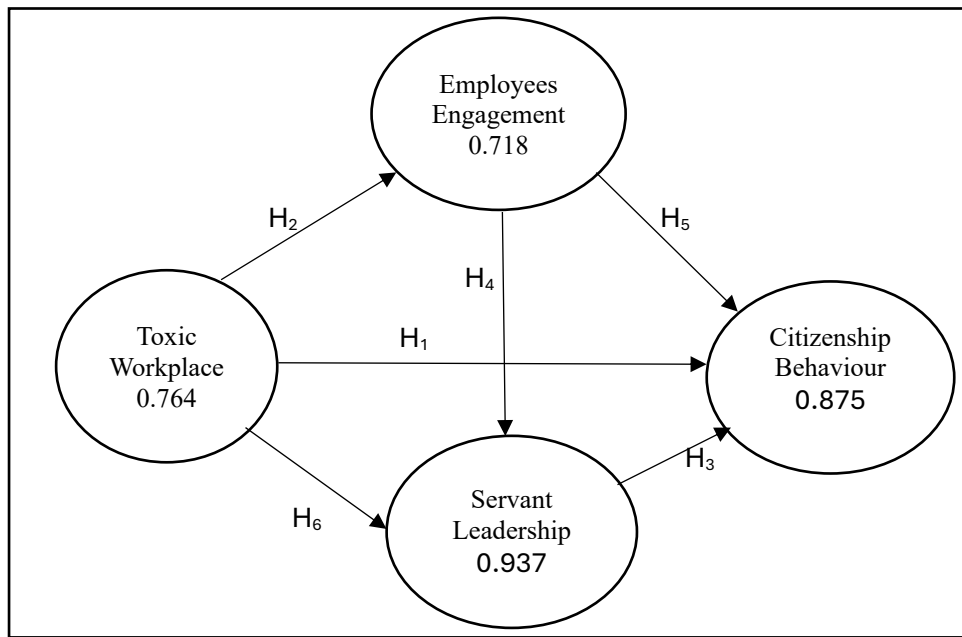 Employees
Engagement
0.718
H₂
H₅
H₄
Toxic
Workplace
0.764
H₁
Citizenship
Behaviour
0.875
H₃
H₆
Servant
Leadership
0.937